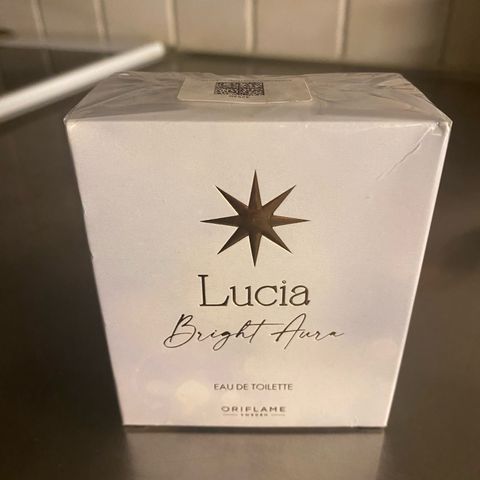 Lucia
Bright Aura
EAU DE TOILETTE
ORIFLAME
SWEDEN